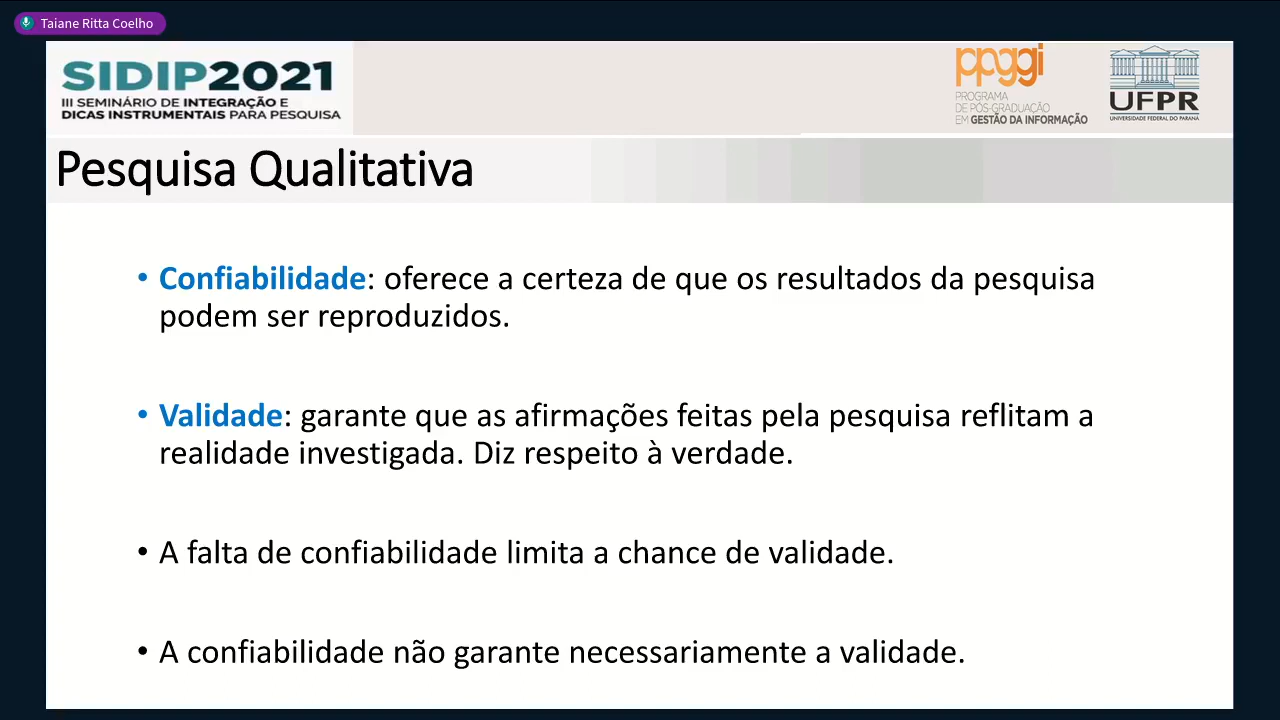 Taiane Ritta Coelho
SIDIP2021
III SEMINÁRIO DE INTEGRAÇÃO E
DICAS INSTRUMENTAIS PARA PESQUISA
ppggi
PROGRAMA
DE PÓS-GRADUAÇÃO
EM GESTÃO DA INFORMAÇÃO
UFPR
UNIVERSIDADE FEDERAL DO PARANÁ
Pesquisa Qualitativa
• Confiabilidade: oferece a certeza de que os resultados da pesquisa
podem ser reproduzidos.
• Validade: garante que as afirmações feitas pela pesquisa reflitam a
realidade investigada. Diz respeito à verdade.
• A falta de confiabilidade limita a chance de validade.
• A confiabilidade não garante necessariamente a validade.